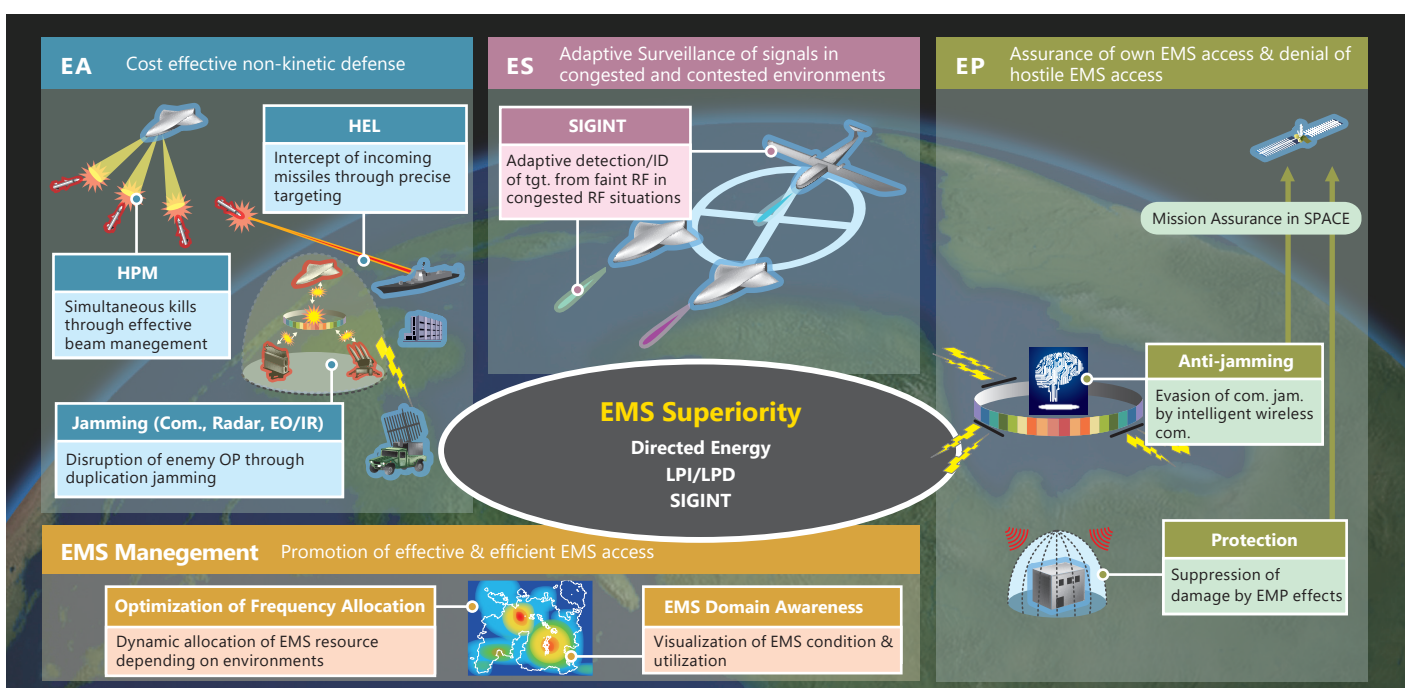 EA Cost effective non-kinetic defense
HEL
Intercept of incoming
missiles through precise
targeting
HPM
Simultaneous kills
through effective
beam manegement
Jamming (Com., Radar, EO/IR)
Disruption of enemy OP through
duplication jamming
ES Adaptive Surveillance of signals in
congested and contested environments
SIGINT
Adaptive detection/ID
of tgt. from faint RF in
congested RF situations
EP Assurance of own EMS access & denial of
hostile EMS access
Mission Assurance in SPACE
Anti-jamming
Evasion of com. jam.
by intelligent wireless
com.
Protection
Suppression of
damage by EMP effects
EMS Superiority
Directed Energy
LPI/LPD
SIGINT
EMS Manegement Promotion of effective & efficient EMS access
Optimization of Frequency Allocation
Dynamic allocation of EMS resource
depending on environments
EMS Domain Awareness
Visualization of EMS condition &
utilization